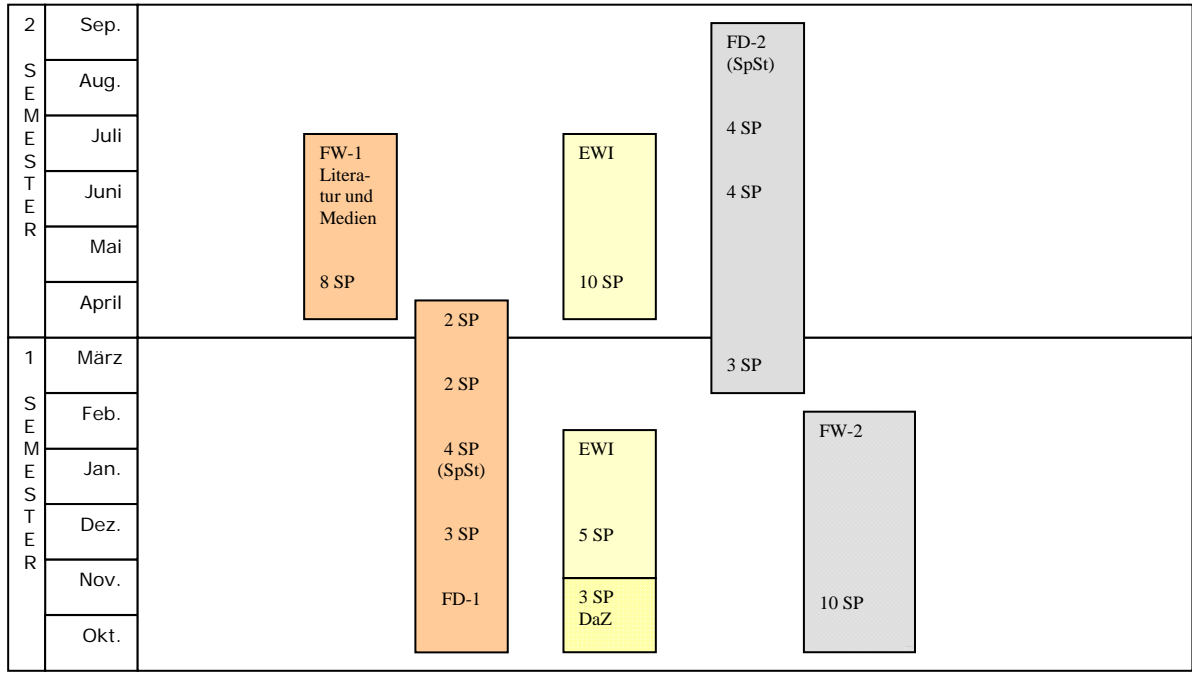 2
SEMESTER
Sep.
Aug.
Juli
Juni
Mai
April
FW-1
Litera-
tur und
Medien
8 SP
EWI
10 SP
FD-2
(SpSt)
4 SP
4 SP
3 SP
1
SEMESTER
März
Feb.
Jan.
Dez.
Nov.
Okt.
2 SP
2 SP
4 SP
(SpSt)
3 SP
FD-1
EWI
5 SP
3 SP
DaZ
FW-2
10 SP